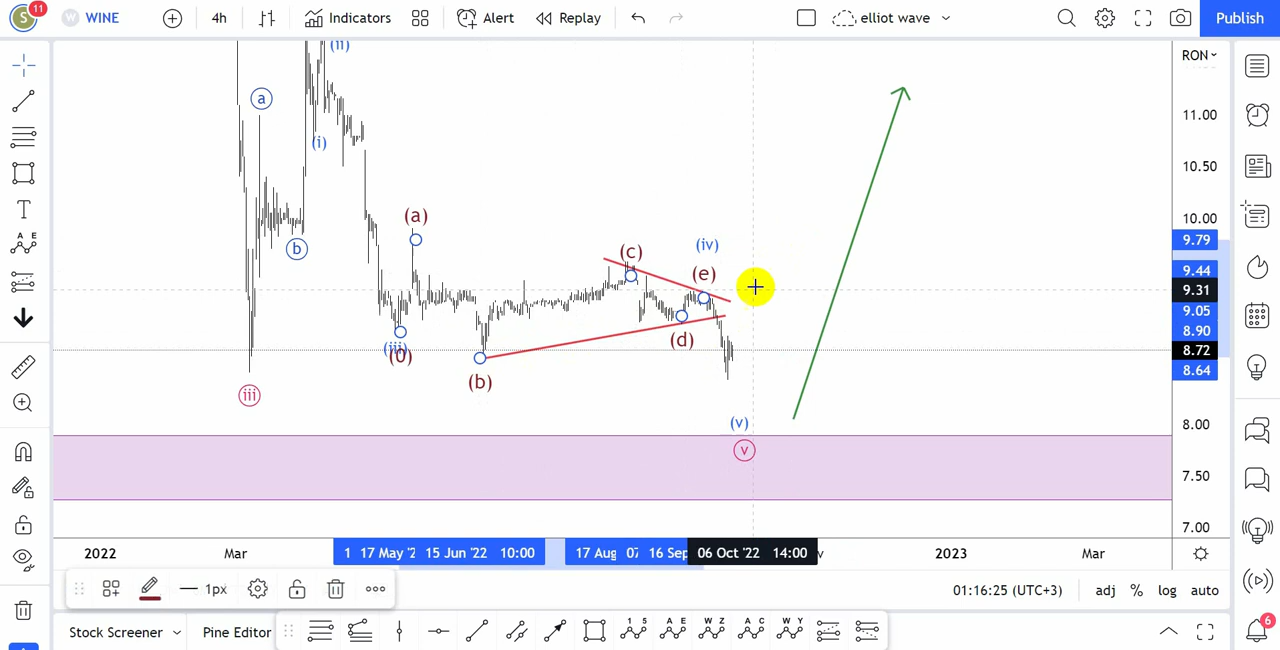 S 11 W WINE 4h Indicators Alert Replay elliot wave Publish
RON
(ii)
a
11.00
(i)
10.50
(a)
10.00
b
(iv)
9.79
(c)
(e)
9.44
9.31
9.05
8.90
(iii)
(0)
(d)
8.72
8.64
(b)
iii
(v)
8.00
v
7.50
7.00
2022 Mar 1 17 May '2 15 Jun '22 10:00 17 Aug 07 16 Sep 06 Oct '22 14:00 v 2023 Mar
1px 01:16:25 (UTC+3) adj % log auto
Stock Screener Pine Editor 1 5 A E W Z A C W Y 6